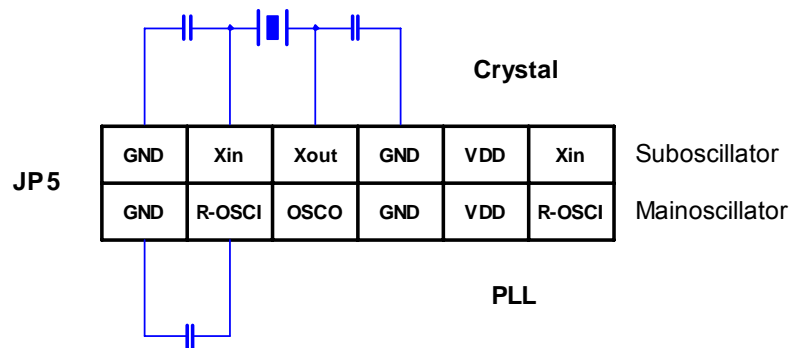 Crystal
GND Xin Xout GND VDD Xin Suboscillator
JP5
GND R-OSCI OSCO GND VDD R-OSCI Mainoscillator
PLL